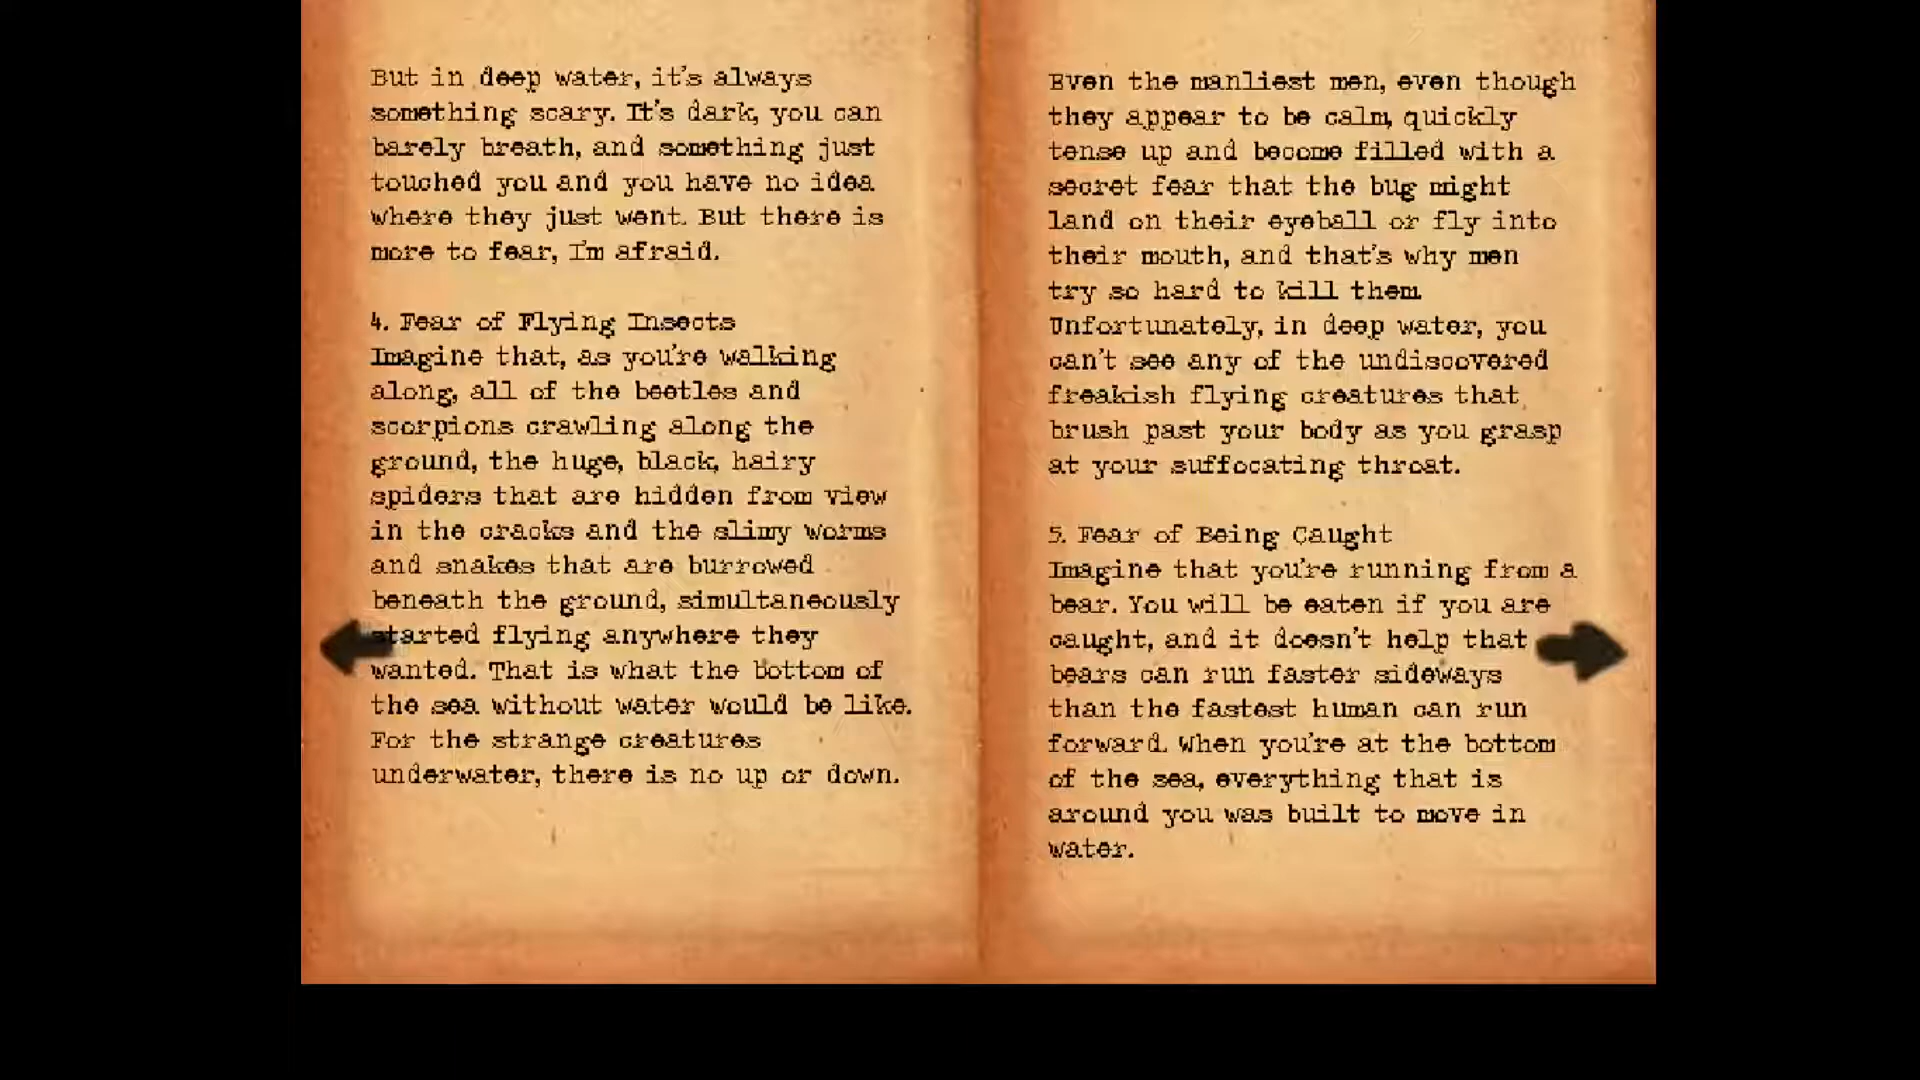 But in deep water, it's always
something scary. It's dark, you can
barely breath, and something just
touched you and you have no idea
where they just went. But there is
more to fear, I'm afraid.
4. Fear of Flying Insects
Imagine that, as you're walking
along, all of the beetles and
scorpions crawling along the
ground, the huge, black, hairy
spiders that are hidden from view
in the cracks and the slimy worms
and snakes that are burrowed
beneath the ground, simultaneously
started flying anywhere they
wanted. That is what the bottom of
the sea without water would be like.
For the strange creatures
underwater, there is no up or down.
Even the manliest men, even though
they appear to be calm, quickly
tense up and become filled with a
secret fear that the bug might
land on their eyeball or fly into
their mouth, and that's why men
try so hard to kill them.
Unfortunately, in deep water, you
can't see any of the undiscovered
freakish flying creatures that
brush past your body as you grasp
at your suffocating throat.
5. Fear of Being Caught
Imagine that you're running from a
bear. You will be eaten if you are
caught, and it doesn't help that
bears can run faster sideways
than the fastest human can run
forward. When you're at the bottom
of the sea, everything that is
around you was built to move in
water.